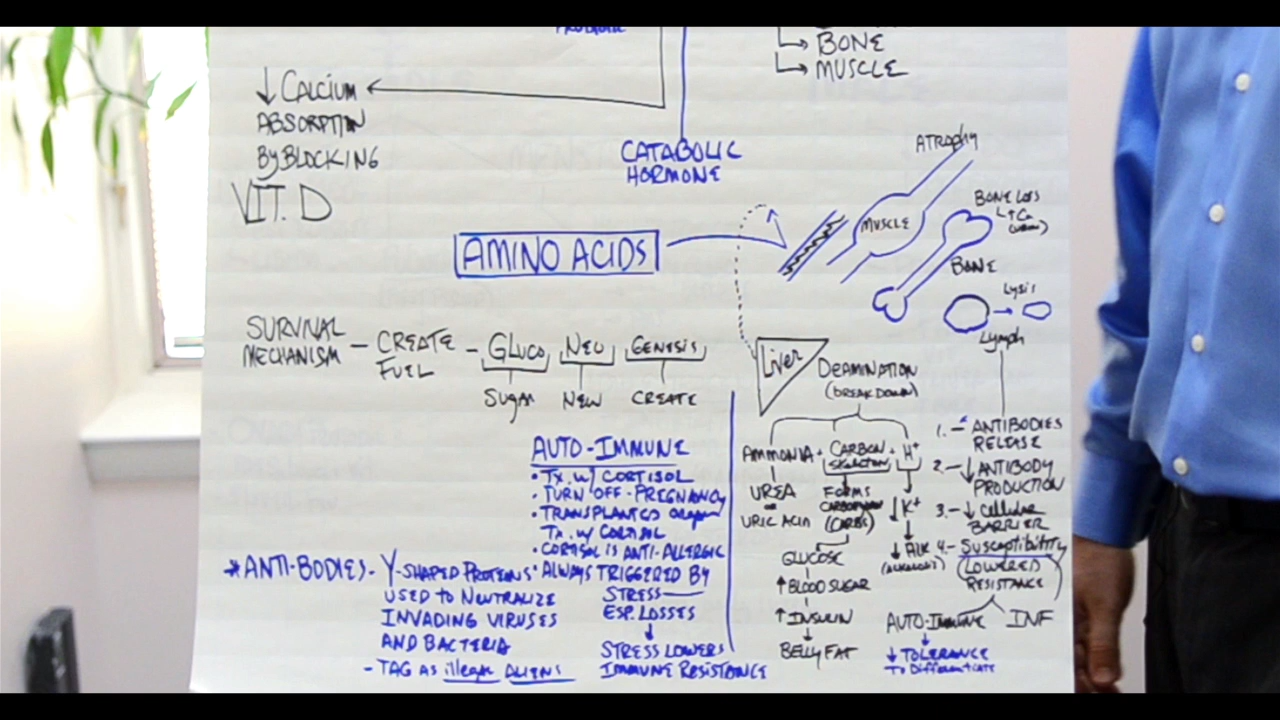 BONE
MUSCLE
↓ CALCIUM
ABSORPTION
BY BLOCKING
VIT. D
CATABOLIC
HORMONE
ATROPHY
MUSCLE
BONE LOSS
↑ Ca
BONE
LYSIS
Lymph
AMINO ACIDS
SURVIVAL
MECHANISM - CREATE
FUEL - GLUCO NEO GENESIS
SUGAR NEW CREATE
Liver
DEAMINATION
(BREAKDOWN)
AMMONIA + CARBON + H+
SKELETON
UREA
OR
URIC ACID
FORMS
(CARBS)
GLUCOSE
↑ BLOOD SUGAR
↑ INSULIN
BELLY FAT
↓ K+
↓ ALK
(ALKALOSIS)
1. - ANTIBODIES
RELEASE
2. - ↓ ANTIBODY
PRODUCTION
3. - ↓ CELLULAR
BARRIER
4. - SUSCEPTIBILITY
(LOWERED
RESISTANCE)
AUTO-IMMUNE INF
↓ TOLERANCE
TO DIFFERENTIATE
AUTO-IMMUNE
• TX. W/ CORTISOL
• TURN OFF - PREGNANCY
• TRANSPLANTED ORGAN
TX. W/ CORTISOL
• CORTISOL IS ANTI-ALLERGIC
• ALWAYS TRIGGERED BY
STRESS
ESP. LOSSES
STRESS LOWERS
IMMUNE RESISTANCE
* ANTI-BODIES - Y-SHAPED PROTEINS
USED TO NEUTRALIZE
INVADING VIRUSES
AND BACTERIA
- TAG AS illegal ALIENS